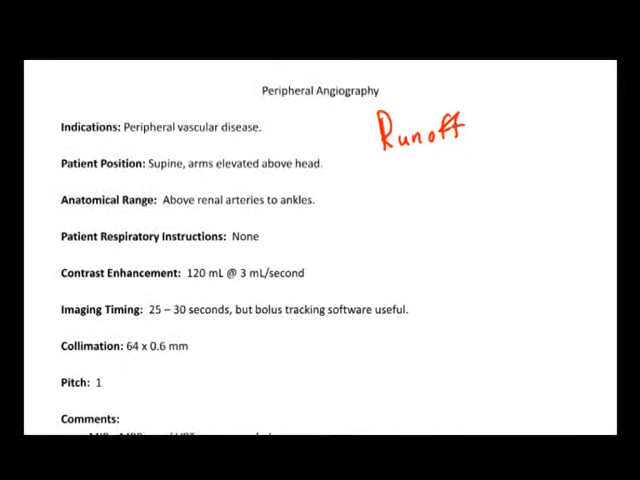 Peripheral Angiography
Runoff
Indications: Peripheral vascular disease.
Patient Position: Supine, arms elevated above head.
Anatomical Range: Above renal arteries to ankles.
Patient Respiratory Instructions: None
Contrast Enhancement: 120 mL @ 3 mL/second
Imaging Timing: 25 – 30 seconds, but bolus tracking software useful.
Collimation: 64 x 0.6 mm
Pitch: 1
Comments: